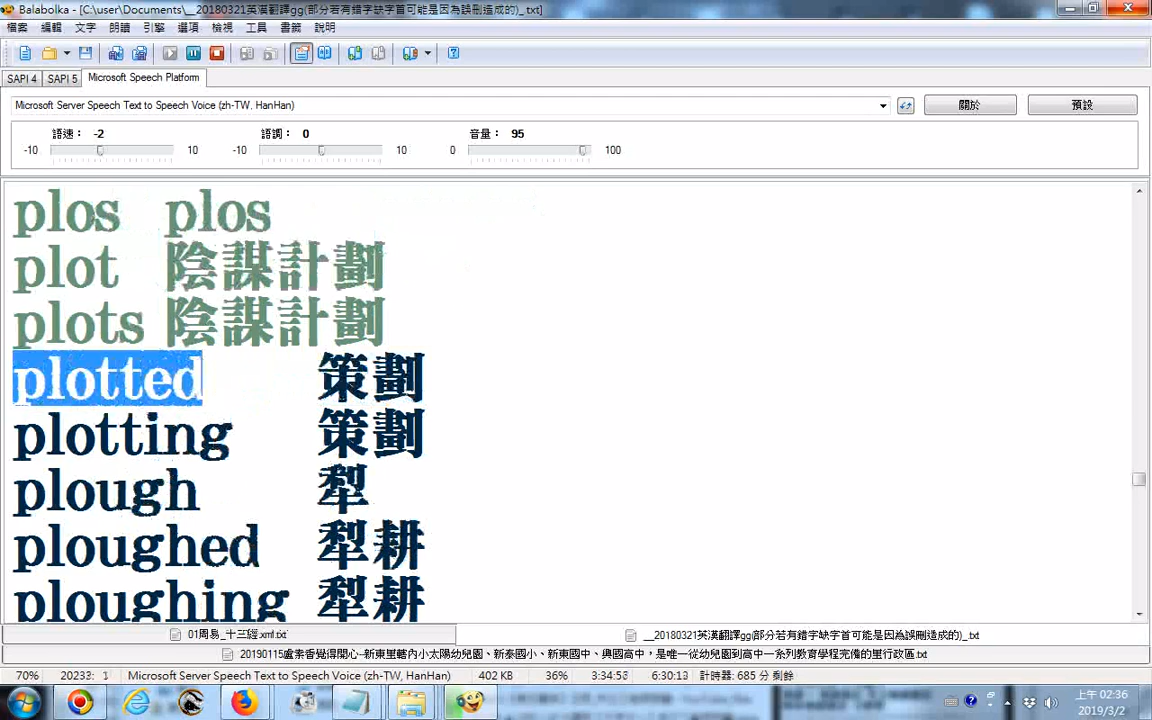 Balabolka - [C:\user\Documents\__20180321英漢翻譯gg(部分若有錯字缺字首可能是因為誤刪造成的)_.txt]
檔案 編輯 文字 朗讀 引擎 選項 檢視 工具 書籤 說明
SAPI 4 SAPI 5 Microsoft Speech Platform
Microsoft Server Speech Text to Speech Voice (zh-TW, HanHan) 關於 預設
語速： -2 語調： 0 音量： 95
-10 10 -10 10 0 100
plos plos
plot 陰謀計劃
plots 陰謀計劃
plotted 策劃
plotting 策劃
plough 犁
ploughed 犁耕
ploughing 犁耕
01周易_十三經.xml.txt __20180321英漢翻譯gg(部分若有錯字缺字首可能是因為誤刪造成的)_.txt
20190115盧素香覺得開心~新東里轄內小太陽幼兒園、新泰國小、新東國中、興國高中，是唯一從幼兒園到高中一系列教育學程完備的里行政區.txt
70% 20233: 1 Microsoft Server Speech Text to Speech Voice (zh-TW, HanHan) 402 KB 36% 3:34:53 6:30:13 計時器: 685 分 剩餘
上午 02:36
2019/3/2